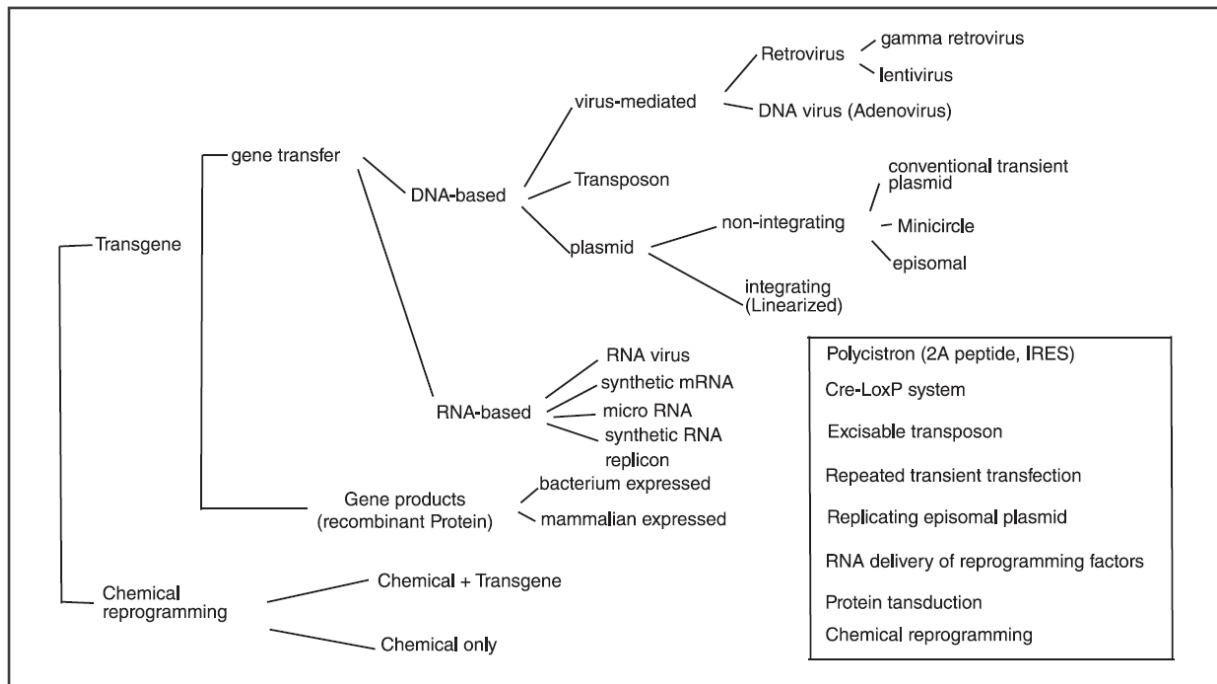 gamma retrovirus
Retrovirus
lentivirus
virus-mediated
DNA virus (Adenovirus)
gene transfer
conventional transient
plasmid
Transposon
DNA-based
non-integrating
Minicircle
Transgene
plasmid
episomal
integrating
(Linearized)
RNA virus
synthetic mRNA
RNA-based
micro RNA
synthetic RNA
replicon
bacterium expressed
Gene products
(recombinant Protein)
mammalian expressed
Chemical + Transgene
Chemical
reprogramming
Chemical only
Polycistron (2A peptide, IRES)
Cre-LoxP system
Excisable transposon
Repeated transient transfection
Replicating episomal plasmid
RNA delivery of reprogramming factors
Protein tansduction
Chemical reprogramming